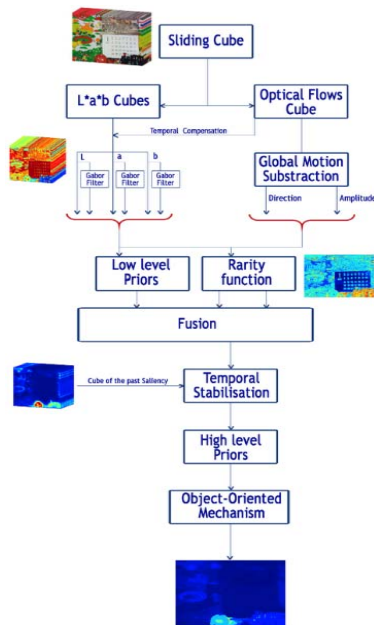 Sliding Cube
L*a*b Cubes
Optical Flows
Cube
Temporal Compensation
L
a
b
Gabor
Filter
Gabor
Filter
Gabor
Filter
Global Motion
Substraction
Direction
Amplitude
Low level
Priors
Rarity
function
Fusion
Cube of the past Saliency
Temporal
Stabilisation
High level
Priors
Object-Oriented
Mechanism